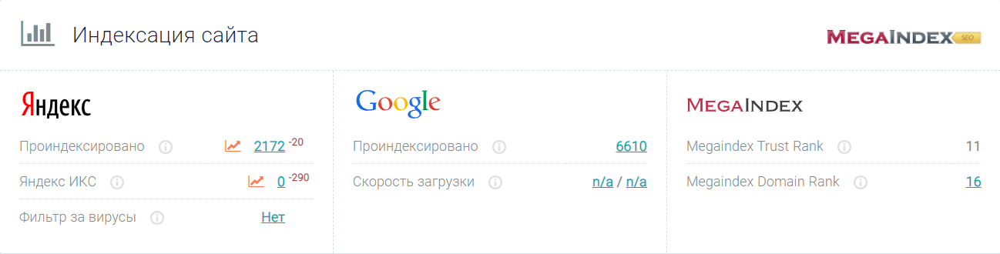 Индексация сайта
MEGAINDEX SEO
Яндекс
Проиндексировано 2172 -20
Яндекс ИКС 0 -290
Фильтр за вирусы Нет
Google
Проиндексировано 6610
Скорость загрузки n/a / n/a
MEGAINDEX
Megaindex Trust Rank 11
Megaindex Domain Rank 16